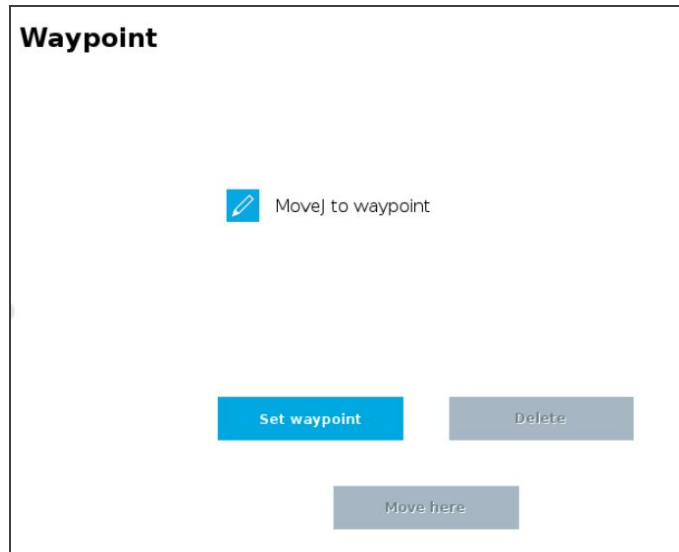 Waypoint
MoveJ to waypoint
Set waypoint
Delete
Move here